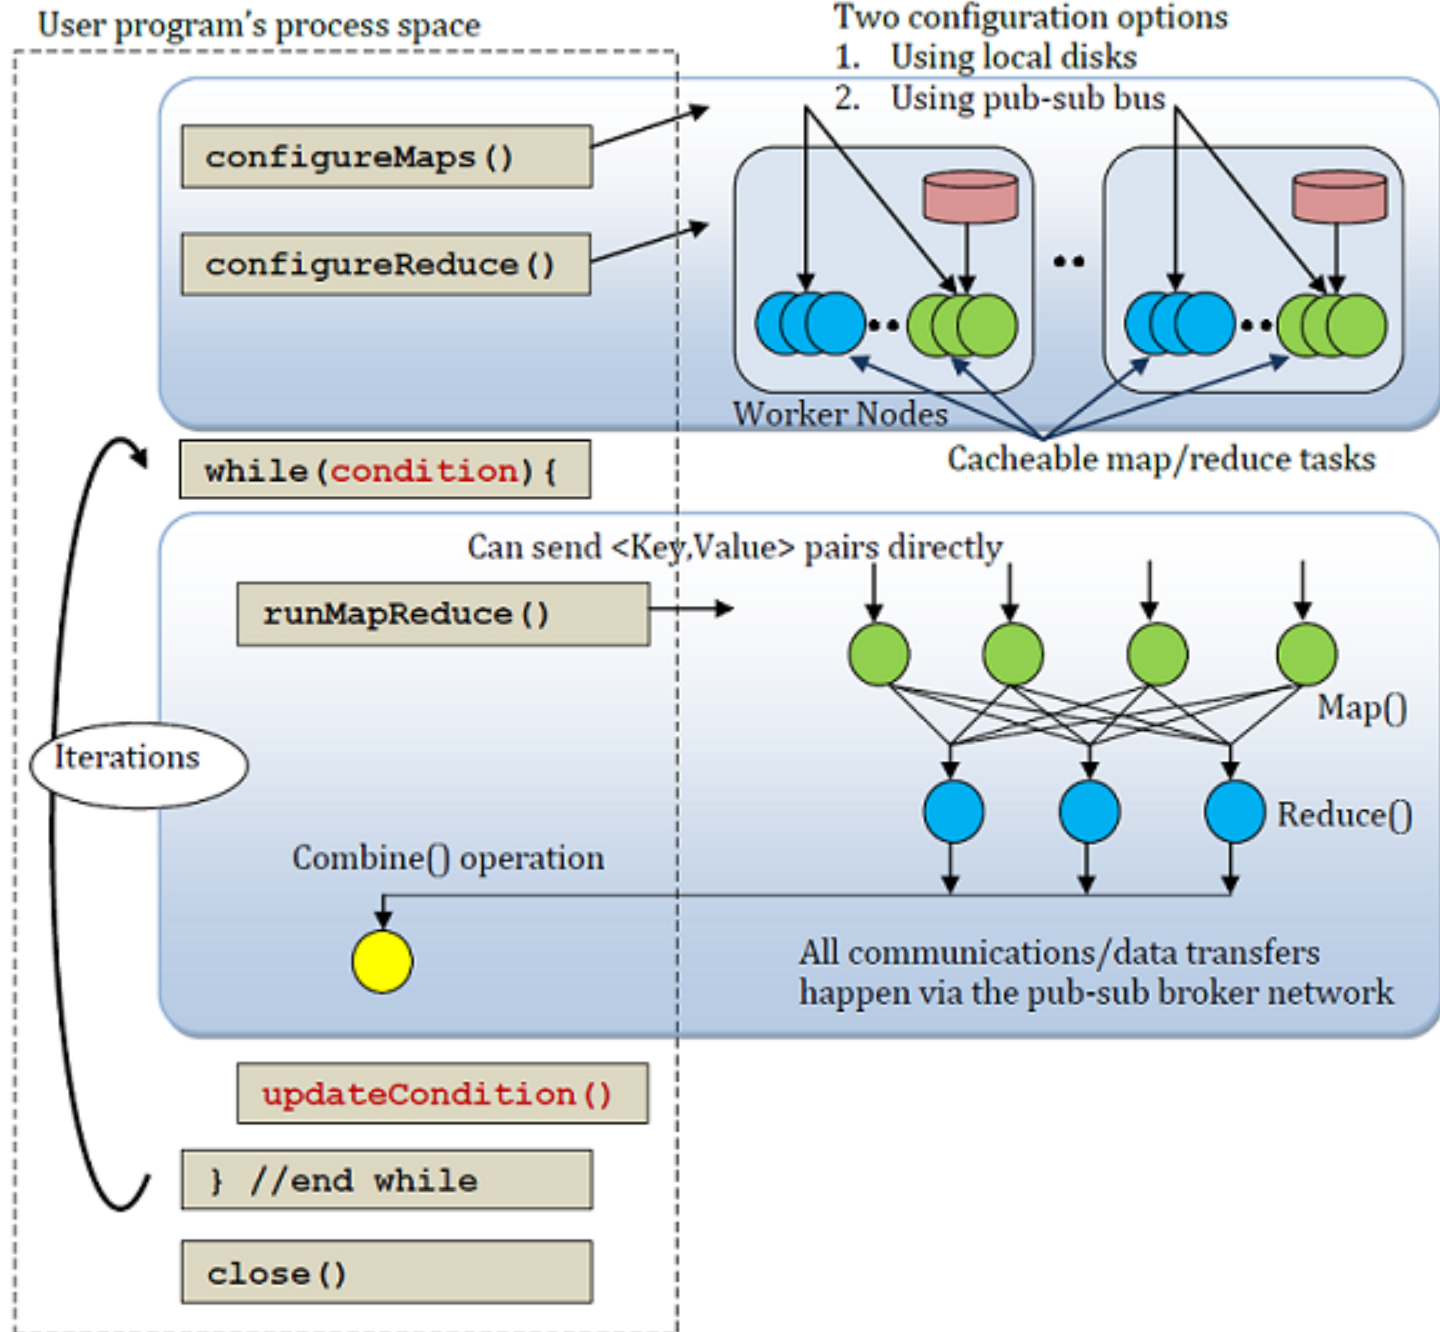 User program's process space
Two configuration options
1. Using local disks
2. Using pub-sub bus
configureMaps()
configureReduce()
Worker Nodes
Cacheable map/reduce tasks
while(condition){
Can send <Key,Value> pairs directly
runMapReduce()
Map()
Iterations
Reduce()
Combine() operation
All communications/data transfers
happen via the pub-sub broker network
updateCondition()
} //end while
close()